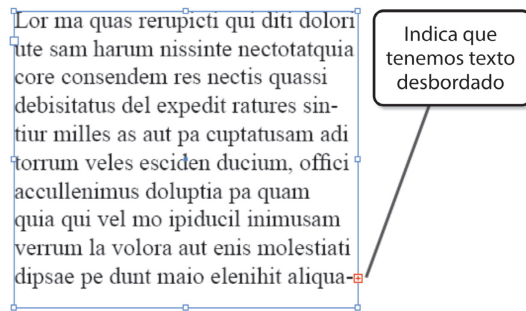 Lor ma quas rerupicti qui diti dolori
ute sam harum nissinte nectotatquia
core consendem res nectis quassi
debisitatus del expedit ratures sin-
tiur milles as aut pa cuptatusam adi
torrum veles esciden ducium, offici
accullenimus doluptia pa quam
quia qui vel mo ipiducil inimusam
verrum la volora aut enis molestiati
dipsae pe dunt maio elenihit aliqua-
Indica que
tenemos texto
desbordado